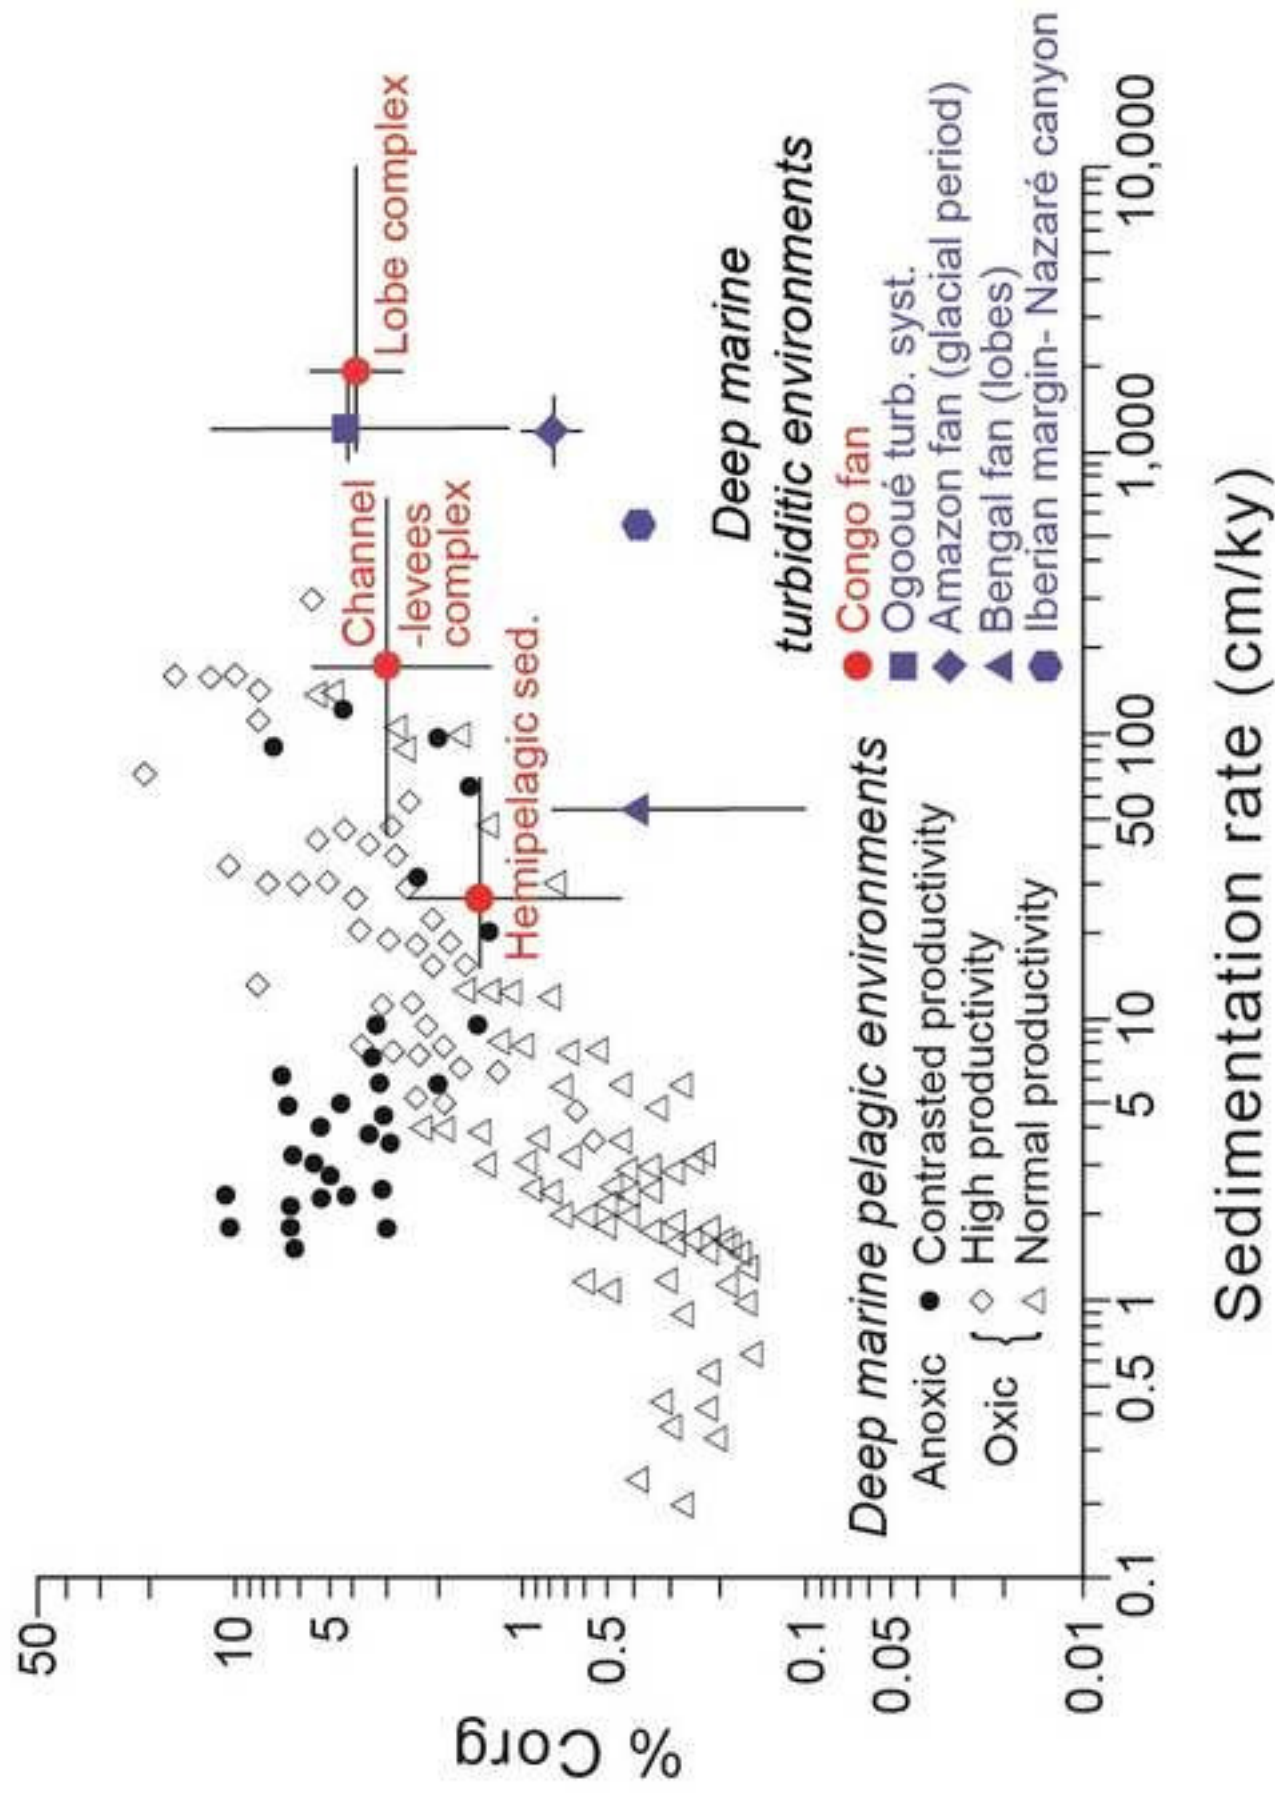 % Corg
50
10
5
1
0.5
0.1
0.05
0.01
Lobe complex
Channel
-levees
complex
Hemipelagic sed.
Deep marine
turbiditic environments
Congo fan
Ogooué turb. syst.
Amazon fan (glacial period)
Bengal fan (lobes)
Iberian margin- Nazaré canyon
Deep marine pelagic environments
Anoxic Contrasted productivity
Oxic { High productivity
Normal productivity
0.1 0.5 1 5 10 50 100 1,000 10,000
Sedimentation rate (cm/ky)